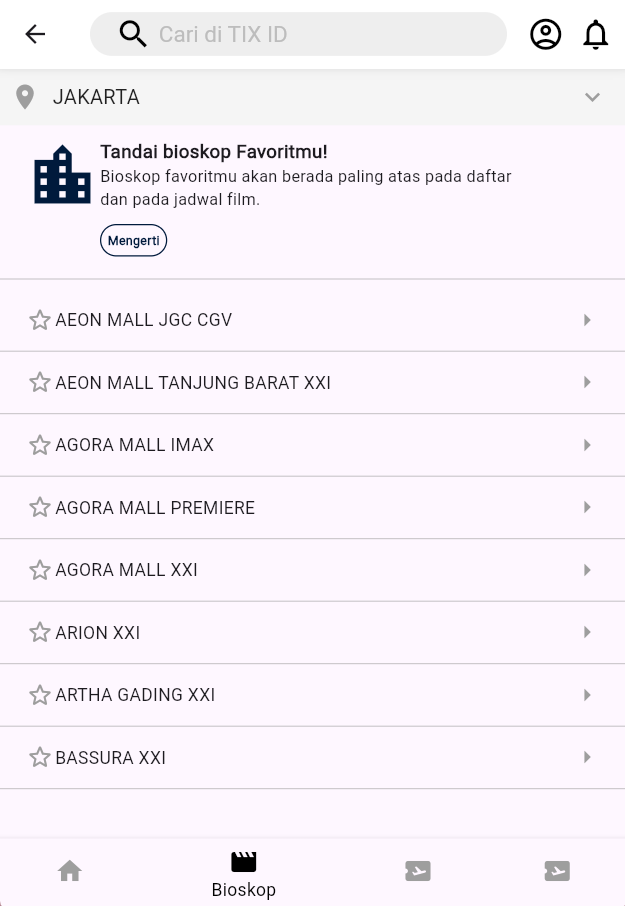 Cari di TIX ID
JAKARTA
Tandai bioskop Favoritmu!
Bioskop favoritmu akan berada paling atas pada daftar
dan pada jadwal film.
Mengerti
AEON MALL JGC CGV
AEON MALL TANJUNG BARAT XXI
AGORA MALL IMAX
AGORA MALL PREMIERE
AGORA MALL XXI
ARION XXI
ARTHA GADING XXI
BASSURA XXI
Bioskop